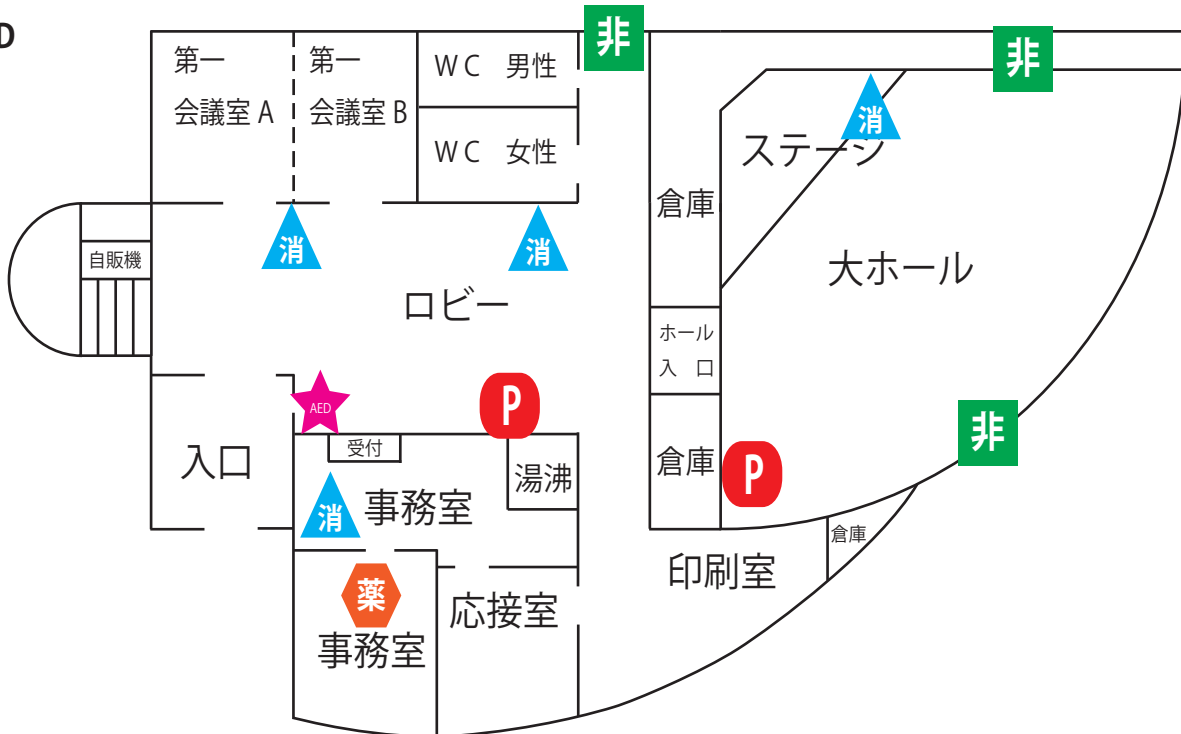 D
非
非
第一
会議室 A
第一
会議室 B
WC 男性
WC 女性
消
ステージ
倉庫
自販機
消
消
大ホール
ロビー
ホール
入 口
AED
P
受付
入口
湯沸
倉庫
P
非
消
事務室
倉庫
印刷室
薬
応接室
事務室